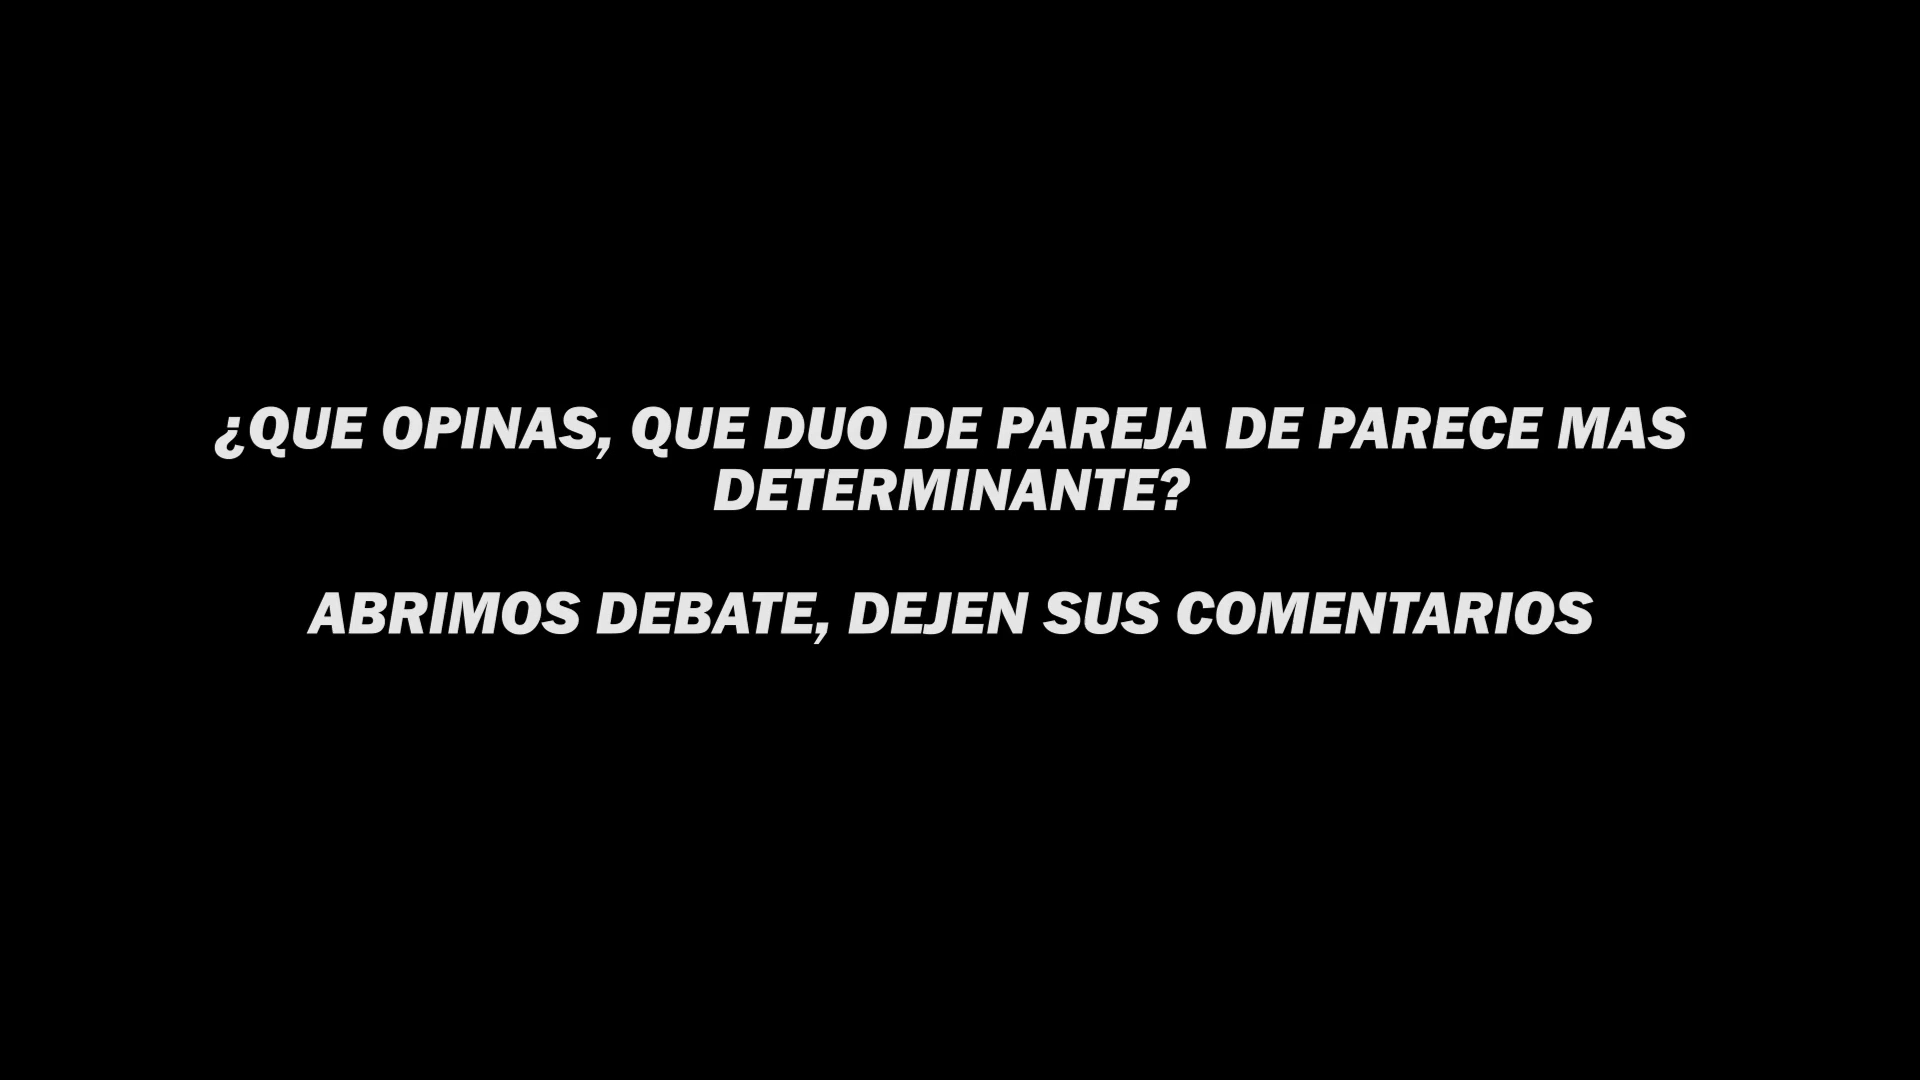 ¿QUE OPINAS, QUE DUO DE PAREJA DE PARECE MAS
DETERMINANTE?
ABRIMOS DEBATE, DEJEN SUS COMENTARIOS